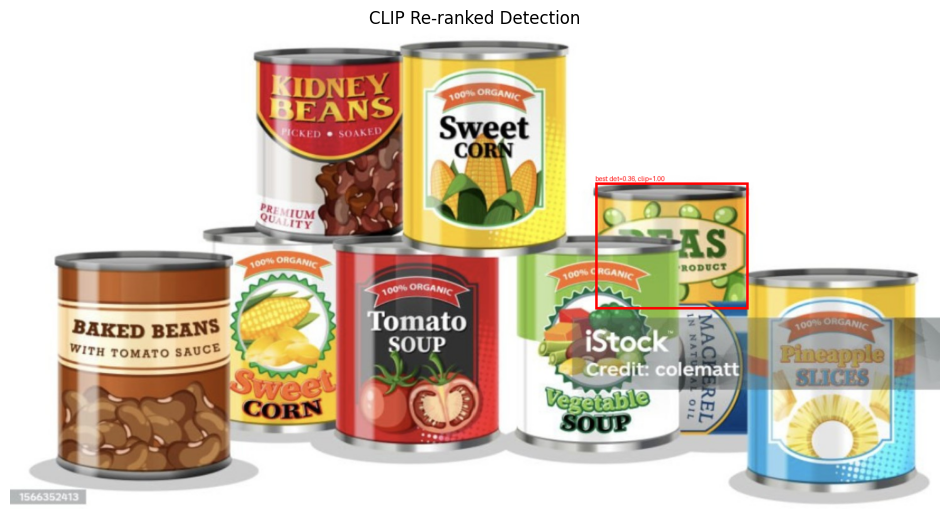 CLIP Re-ranked Detection
KIDNEY
BEANS
PICKED • SOAKED
PREMIUM
QUALITY
100% ORGANIC
Sweet
CORN
best det=0.36, clip=1.00
EAS
PRODUCT
BAKED BEANS
WITH TOMATO SAUCE
100% ORGANIC
Sweet
CORN
100% ORGANIC
Tomato
SOUP
100% ORGANIC
Vegetable
SOUP
iStock
Credit: colematt
MACKEREL
IN NATURAL OIL
100% ORGANIC
Pineapple
SLICES
1566352413